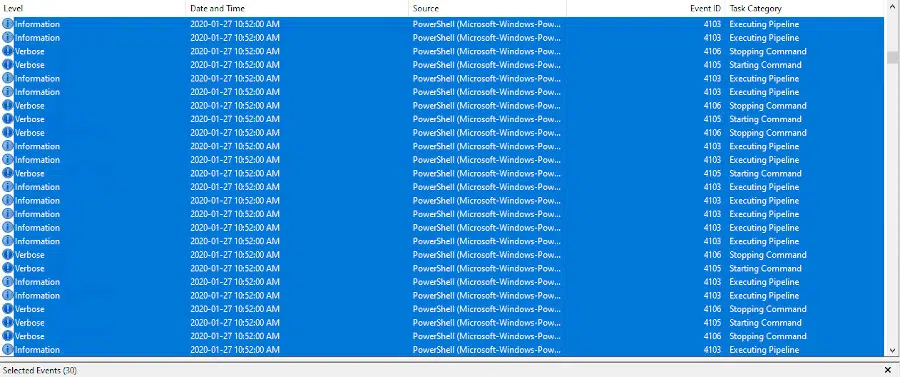 Level Date and Time Source Event ID Task Category
Information 2020-01-27 10:52:00 AM PowerShell (Microsoft-Windows-Pow... 4103 Executing Pipeline
Information 2020-01-27 10:52:00 AM PowerShell (Microsoft-Windows-Pow... 4103 Executing Pipeline
Verbose 2020-01-27 10:52:00 AM PowerShell (Microsoft-Windows-Pow... 4106 Stopping Command
Verbose 2020-01-27 10:52:00 AM PowerShell (Microsoft-Windows-Pow... 4105 Starting Command
Information 2020-01-27 10:52:00 AM PowerShell (Microsoft-Windows-Pow... 4103 Executing Pipeline
Information 2020-01-27 10:52:00 AM PowerShell (Microsoft-Windows-Pow... 4103 Executing Pipeline
Verbose 2020-01-27 10:52:00 AM PowerShell (Microsoft-Windows-Pow... 4106 Stopping Command
Verbose 2020-01-27 10:52:00 AM PowerShell (Microsoft-Windows-Pow... 4105 Starting Command
Verbose 2020-01-27 10:52:00 AM PowerShell (Microsoft-Windows-Pow... 4106 Stopping Command
Information 2020-01-27 10:52:00 AM PowerShell (Microsoft-Windows-Pow... 4103 Executing Pipeline
Information 2020-01-27 10:52:00 AM PowerShell (Microsoft-Windows-Pow... 4103 Executing Pipeline
Verbose 2020-01-27 10:52:00 AM PowerShell (Microsoft-Windows-Pow... 4105 Starting Command
Information 2020-01-27 10:52:00 AM PowerShell (Microsoft-Windows-Pow... 4103 Executing Pipeline
Information 2020-01-27 10:52:00 AM PowerShell (Microsoft-Windows-Pow... 4103 Executing Pipeline
Information 2020-01-27 10:52:00 AM PowerShell (Microsoft-Windows-Pow... 4103 Executing Pipeline
Information 2020-01-27 10:52:00 AM PowerShell (Microsoft-Windows-Pow... 4103 Executing Pipeline
Information 2020-01-27 10:52:00 AM PowerShell (Microsoft-Windows-Pow... 4103 Executing Pipeline
Verbose 2020-01-27 10:52:00 AM PowerShell (Microsoft-Windows-Pow... 4106 Stopping Command
Verbose 2020-01-27 10:52:00 AM PowerShell (Microsoft-Windows-Pow... 4105 Starting Command
Information 2020-01-27 10:52:00 AM PowerShell (Microsoft-Windows-Pow... 4103 Executing Pipeline
Information 2020-01-27 10:52:00 AM PowerShell (Microsoft-Windows-Pow... 4103 Executing Pipeline
Verbose 2020-01-27 10:52:00 AM PowerShell (Microsoft-Windows-Pow... 4106 Stopping Command
Verbose 2020-01-27 10:52:00 AM PowerShell (Microsoft-Windows-Pow... 4105 Starting Command
Verbose 2020-01-27 10:52:00 AM PowerShell (Microsoft-Windows-Pow... 4106 Stopping Command
Information 2020-01-27 10:52:00 AM PowerShell (Microsoft-Windows-Pow... 4103 Executing Pipeline
Selected Events (30)